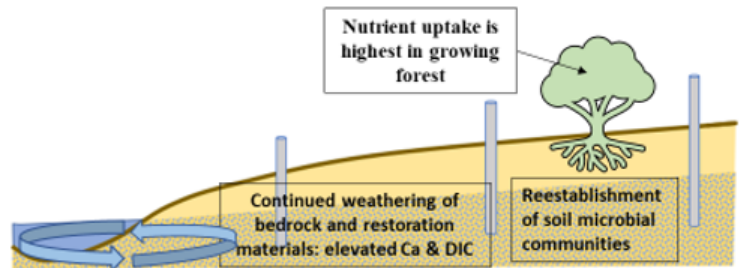 Nutrient uptake is
highest in growing
forest
Continued weathering of
bedrock and restoration
materials: elevated Ca & DIC
Reestablishment
of soil microbial
communities